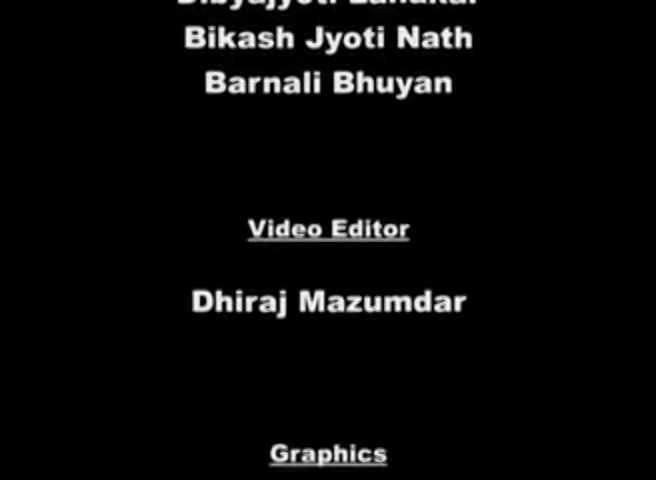 Bikash Jyoti Nath
Barnali Bhuyan
Video Editor
Dhiraj Mazumdar
Graphics